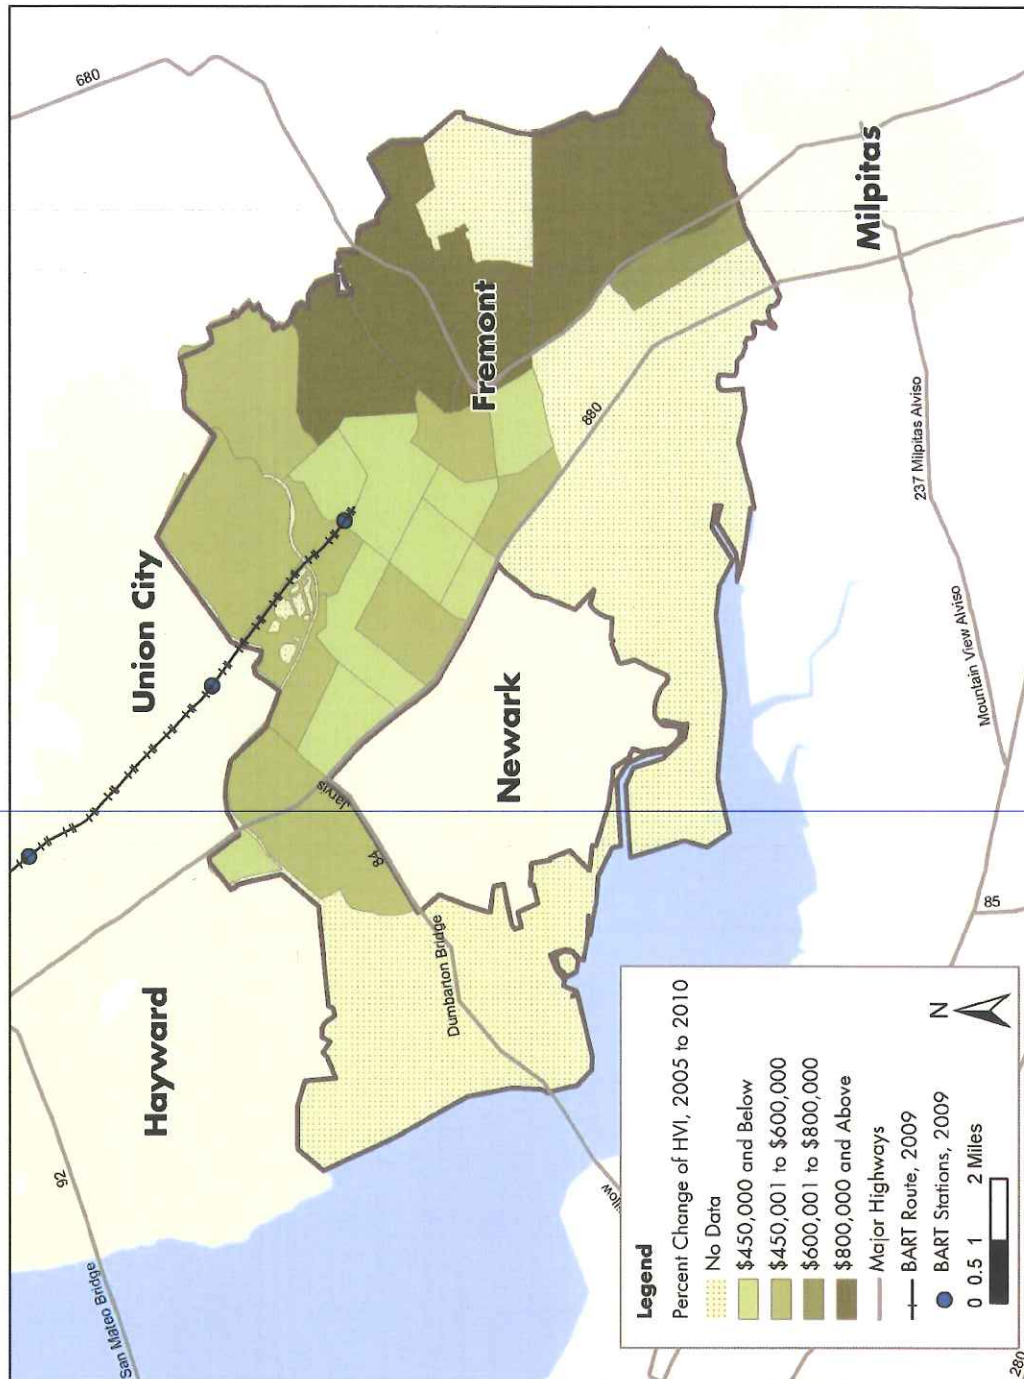 92
San Mateo Bridge
Hayward
Union City
680
Jarvis
84
Dumbarton Bridge
Newark
Fremont
880
Milpitas
237 Milpitas Alviso
Mountain View Alviso
85
280
Legend
Percent Change of HVI, 2005 to 2010
No Data
$450,000 and Below
$450,001 to $600,000
$600,001 to $800,000
$800,000 and Above
Major Highways
BART Route, 2009
BART Stations, 2009
0 0.5 1 2 Miles
N